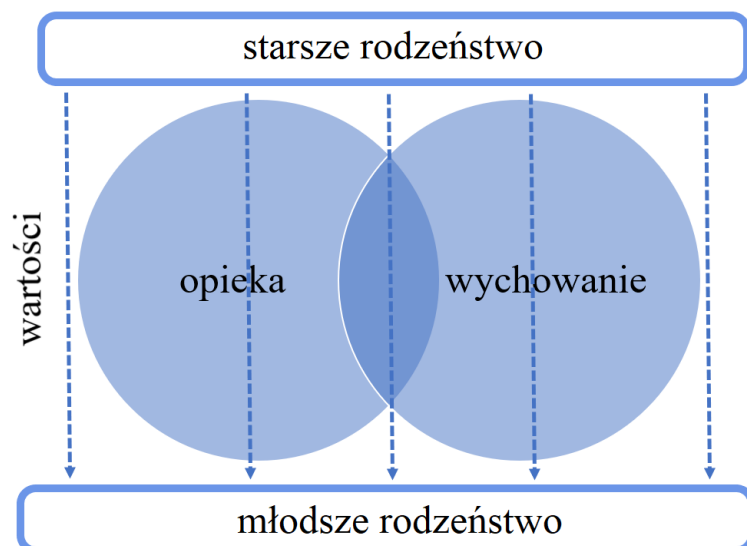 starsze rodzeństwo
wartości
opieka
wychowanie
młodsze rodzeństwo